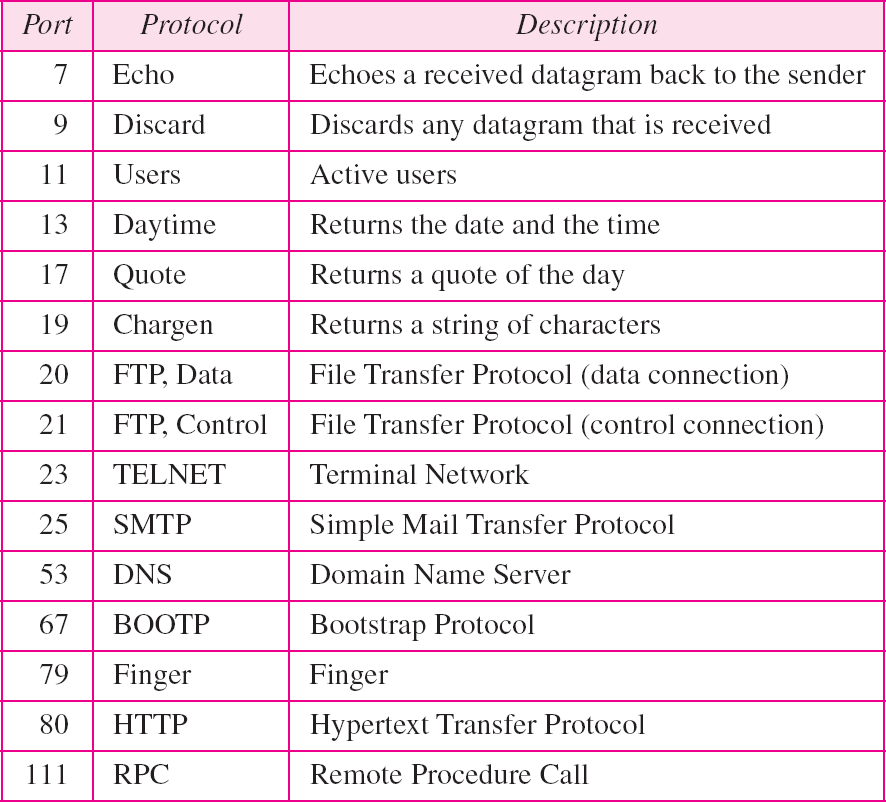 Port Protocol Description
7 Echo Echoes a received datagram back to the sender
9 Discard Discards any datagram that is received
11 Users Active users
13 Daytime Returns the date and the time
17 Quote Returns a quote of the day
19 Chargen Returns a string of characters
20 FTP, Data File Transfer Protocol (data connection)
21 FTP, Control File Transfer Protocol (control connection)
23 TELNET Terminal Network
25 SMTP Simple Mail Transfer Protocol
53 DNS Domain Name Server
67 BOOTP Bootstrap Protocol
79 Finger Finger
80 HTTP Hypertext Transfer Protocol
111 RPC Remote Procedure Call